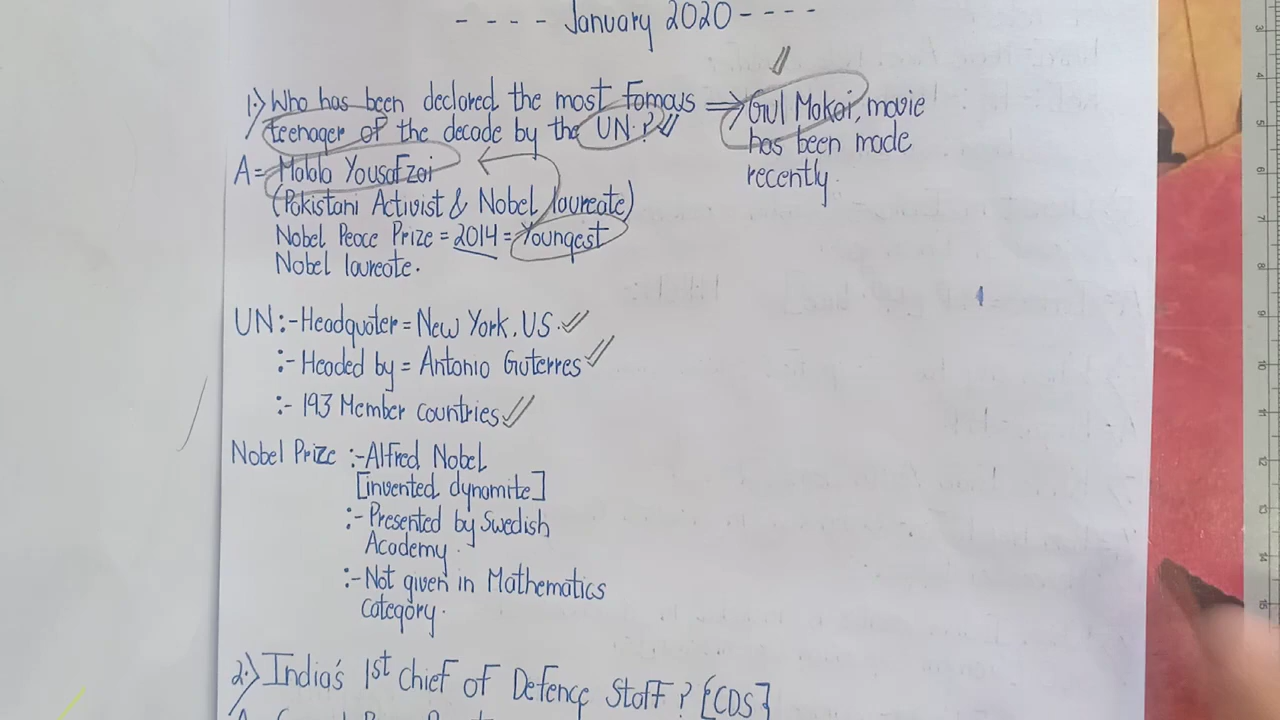 - - - - January 2020 - - - -
1.) Who has been declared the most famous ⇒ Gul Makai, movie
teenager of the decade by the UN? has been made
recently.
A = Malala Yousafzai
(Pakistani Activist & Nobel laureate)
Nobel Peace Prize = 2014 = Youngest
Nobel laureate.
UN :- Headquater = New York, US.
:- Headed by = Antonio Guterres
:- 193 Member countries
Nobel Prize :- Alfred Nobel
[invented dynamite]
:- Presented by Swedish
Academy.
:- Not given in Mathematics
category.
2.) India's 1st Chief of Defence Staff? [CDS]